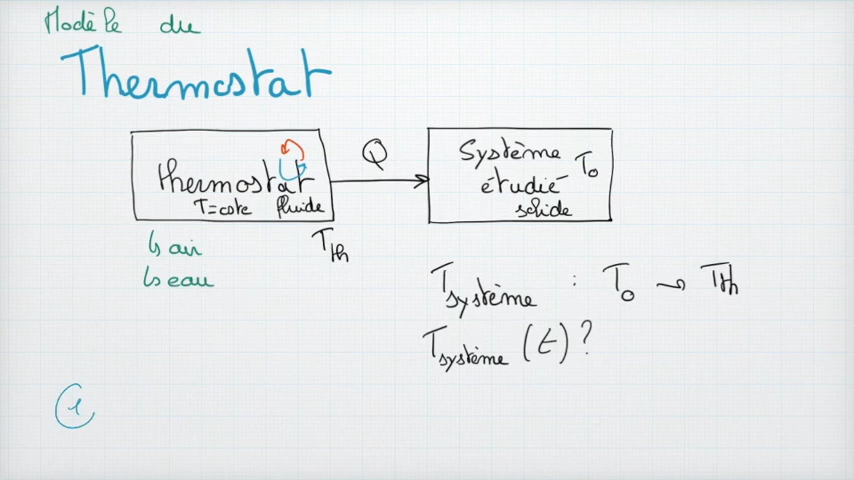 Modèle du
Thermostat
Q
thermostat
T=cste fluide
Système
étudié
solide
T₀
Tth
↳ air
↳ eau
Tsystème : T₀ ⇝ Tth
Tsystème (t)?
①